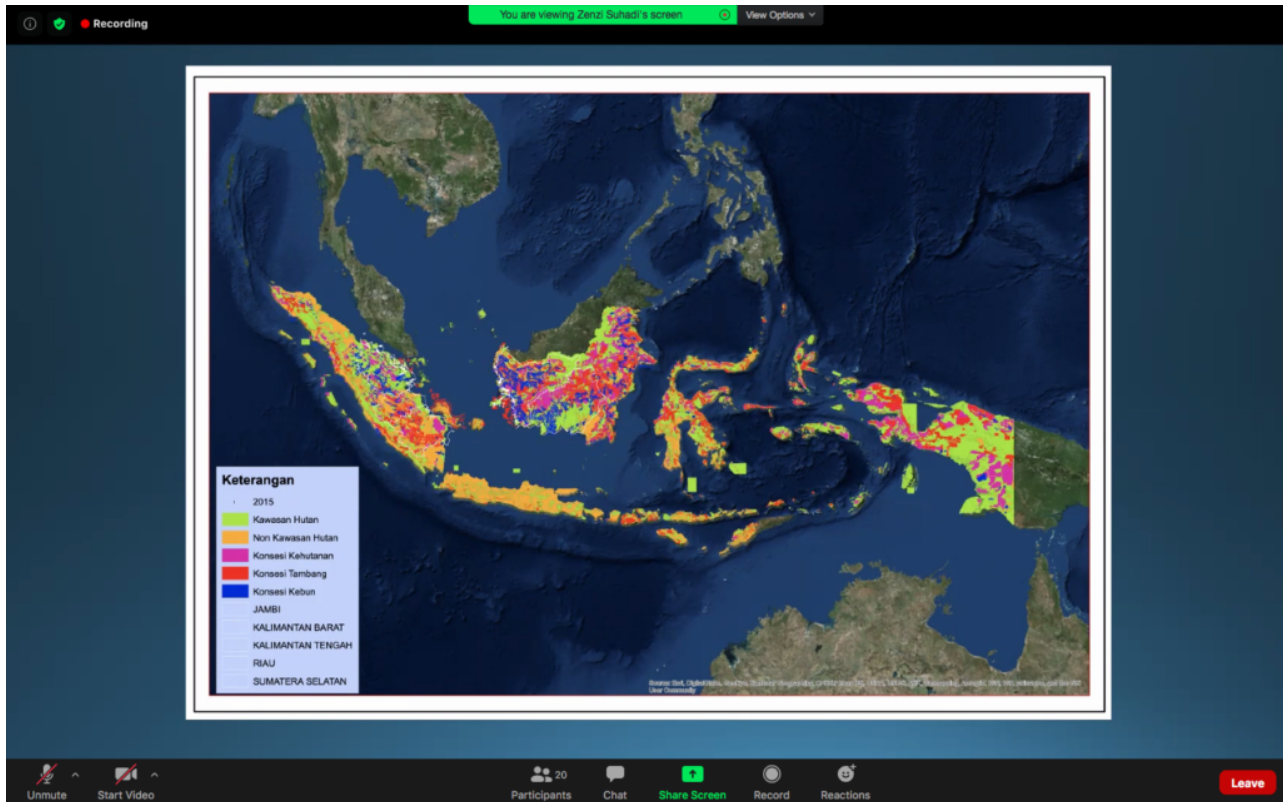 Recording
You are viewing Zenzi Suhadi's screen
View Options
Keterangan
2015
Kawasan Hutan
Non Kawasan Hutan
Konsesi Kehutanan
Konsesi Tambang
Konsesi Kebun
JAMBI
KALIMANTAN BARAT
KALIMANTAN TENGAH
RIAU
SUMATERA SELATAN
User Community
Unmute
Start Video
20
Participants
Chat
Share Screen
Record
Reactions
Leave